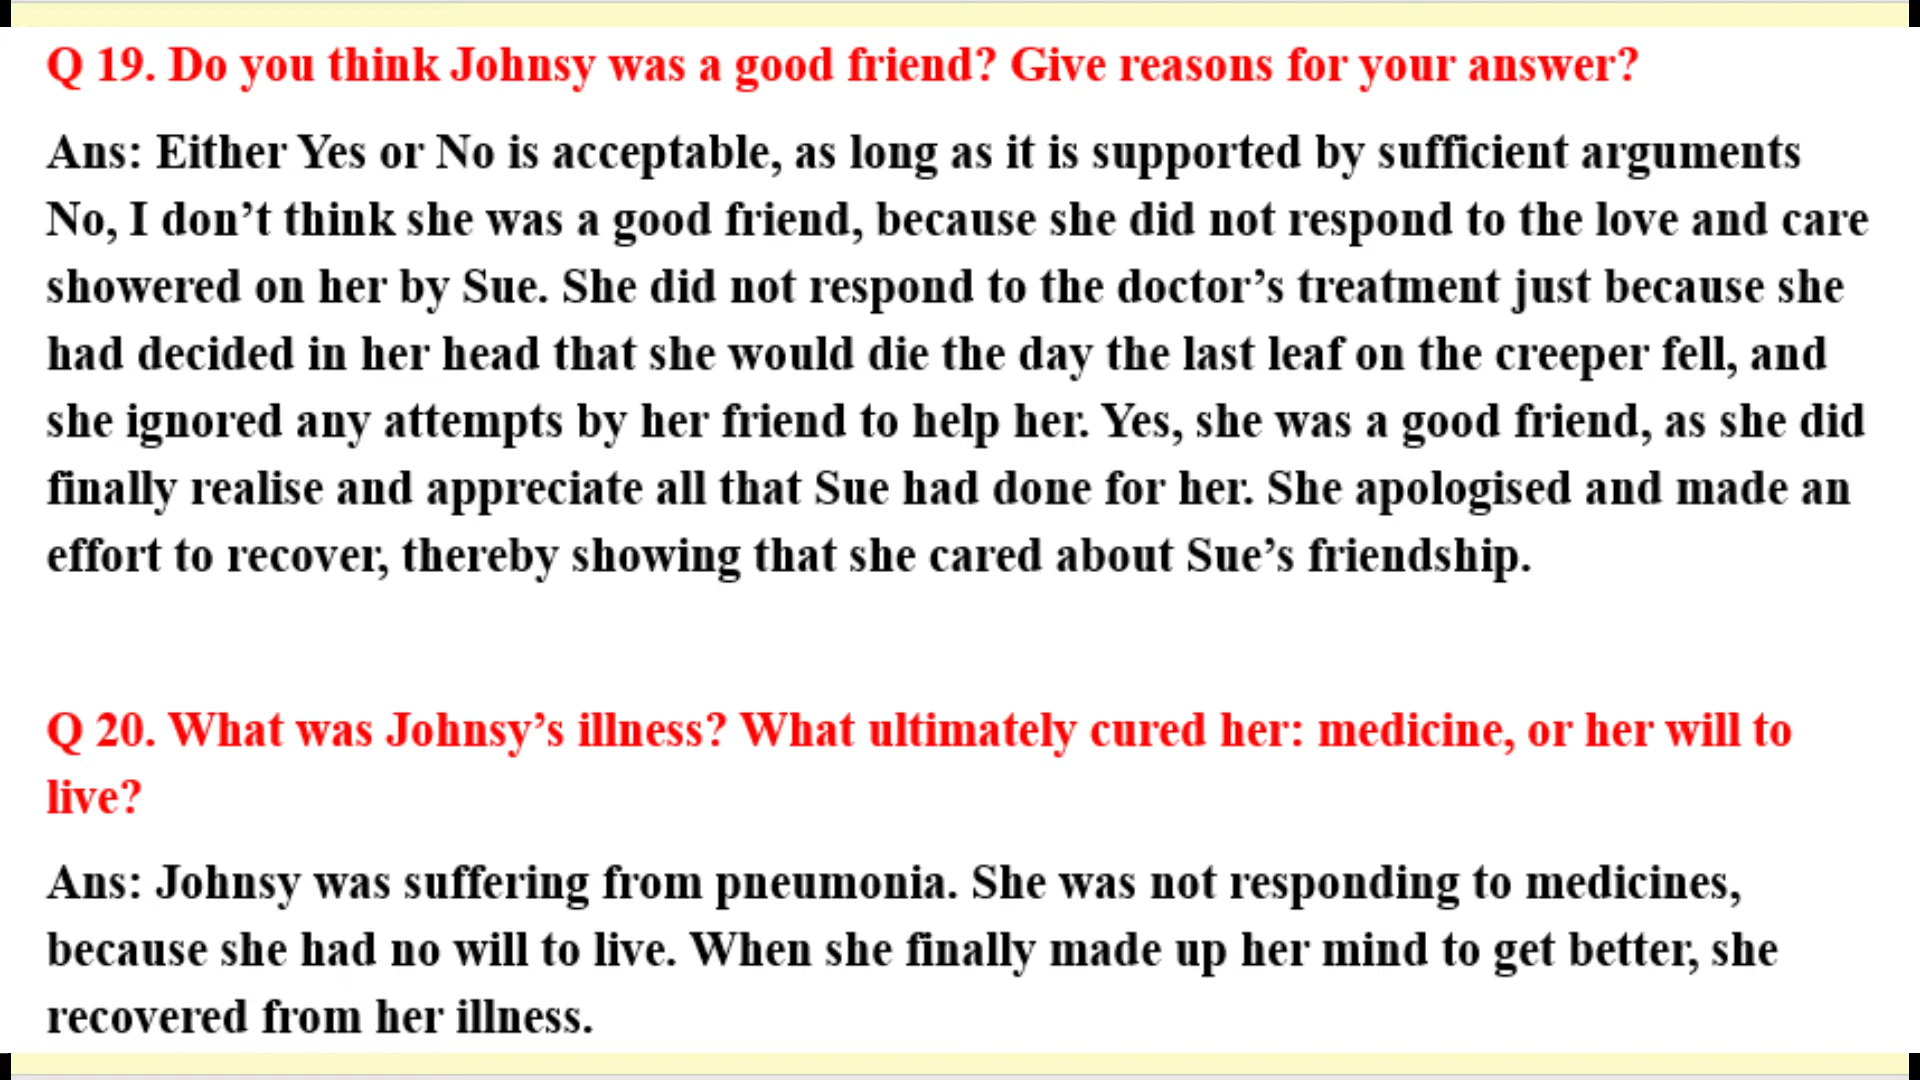 Q 19. Do you think Johnsy was a good friend? Give reasons for your answer?
Ans: Either Yes or No is acceptable, as long as it is supported by sufficient arguments
No, I don’t think she was a good friend, because she did not respond to the love and care
showered on her by Sue. She did not respond to the doctor’s treatment just because she
had decided in her head that she would die the day the last leaf on the creeper fell, and
she ignored any attempts by her friend to help her. Yes, she was a good friend, as she did
finally realise and appreciate all that Sue had done for her. She apologised and made an
effort to recover, thereby showing that she cared about Sue’s friendship.
Q 20. What was Johnsy’s illness? What ultimately cured her: medicine, or her will to
live?
Ans: Johnsy was suffering from pneumonia. She was not responding to medicines,
because she had no will to live. When she finally made up her mind to get better, she
recovered from her illness.